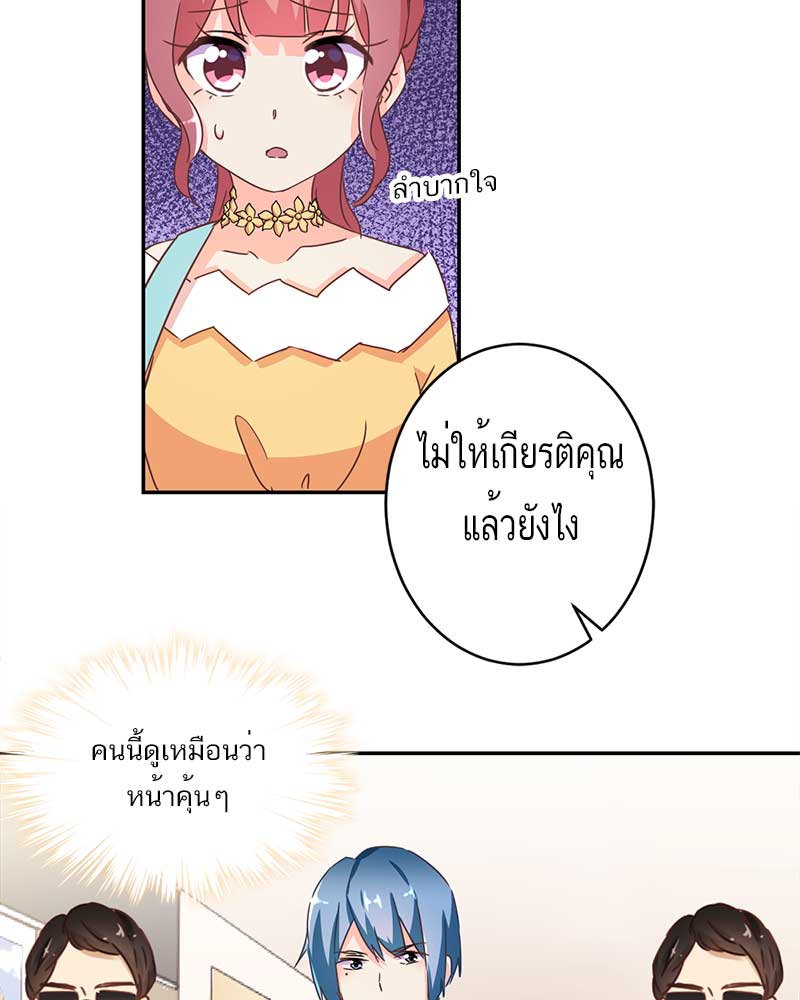 ลำบากใจ
ไม่ให้เกียรติคุณ
แล้วยังไง
คนนี้ดูเหมือนว่า
หน้าคุ้นๆ